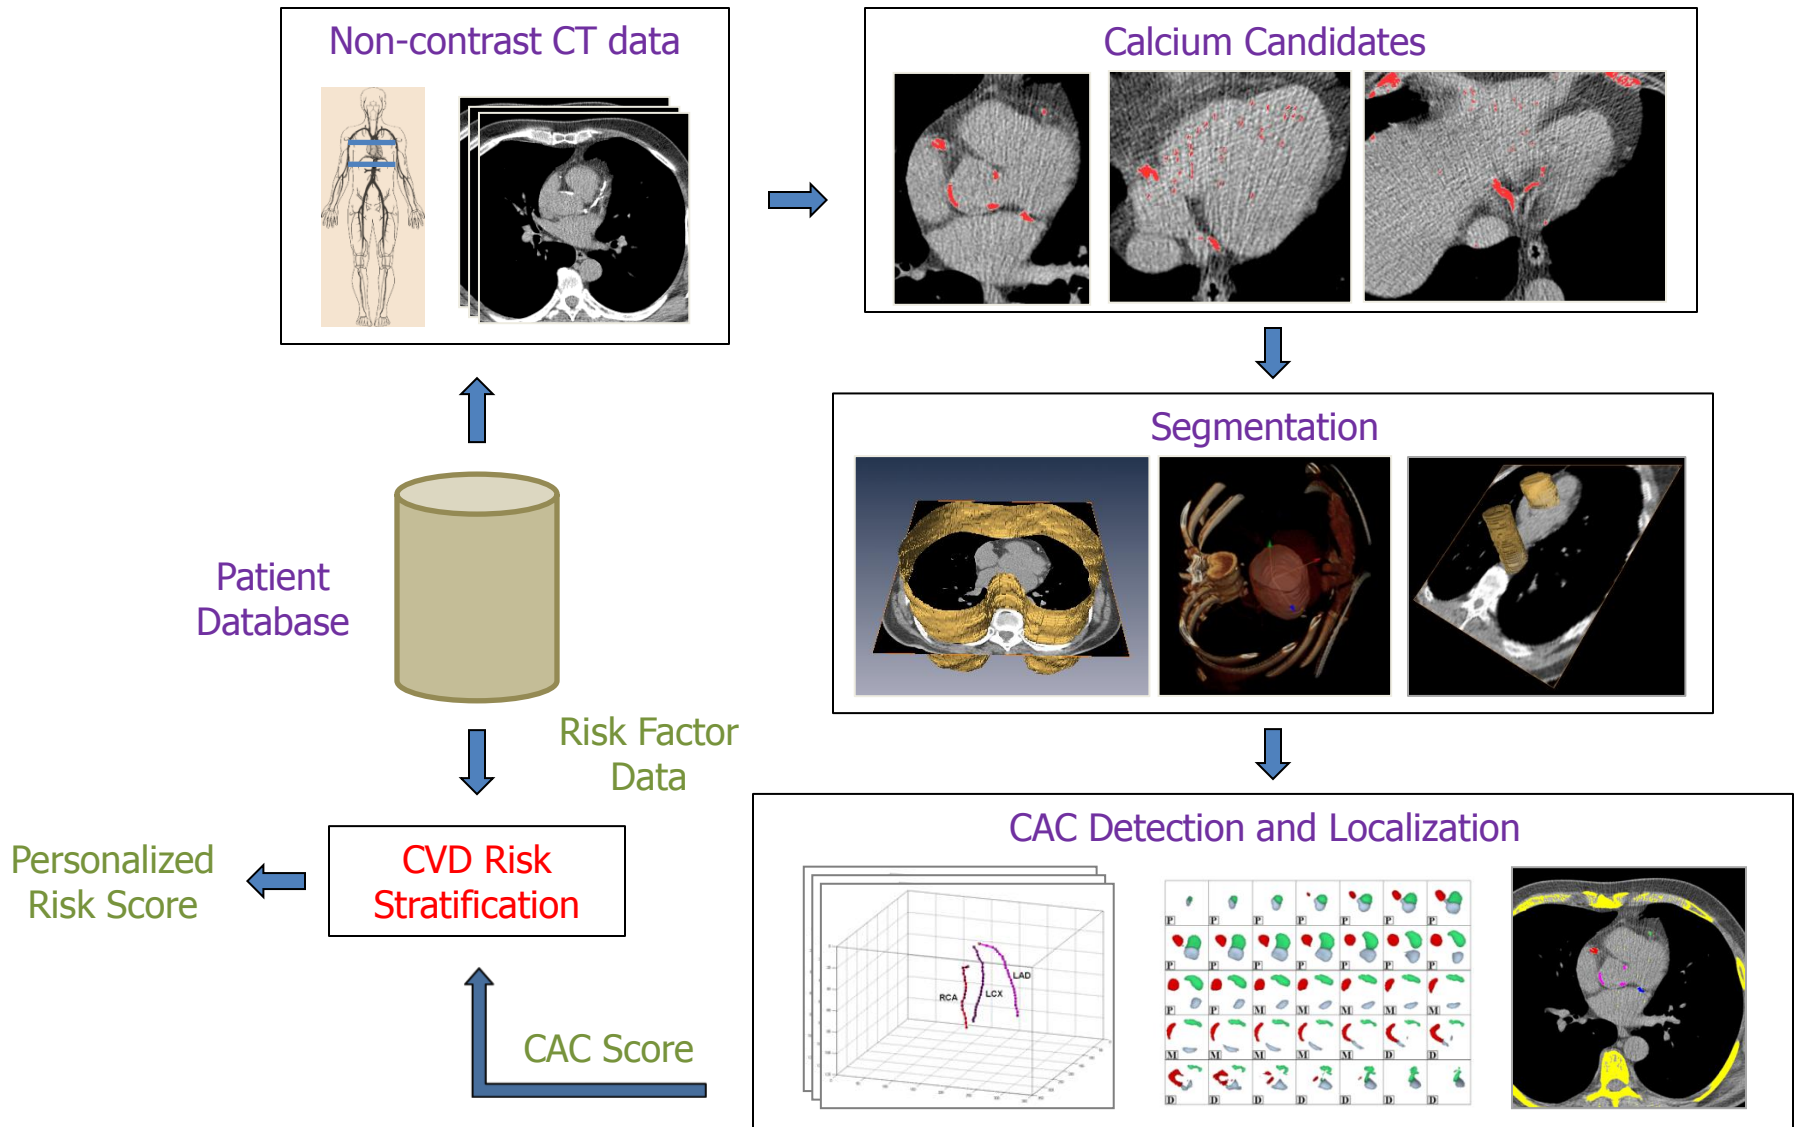 Non-contrast CT data
Calcium Candidates
Segmentation
Patient
Database
Risk Factor
Data
CAC Detection and Localization
CVD Risk
Stratification
Personalized
Risk Score
CAC Score
RCA
LCX
LAD
P P P P P P P
P P P P P P P
P P M M M M M
M M M M M D D
D D D D D D D